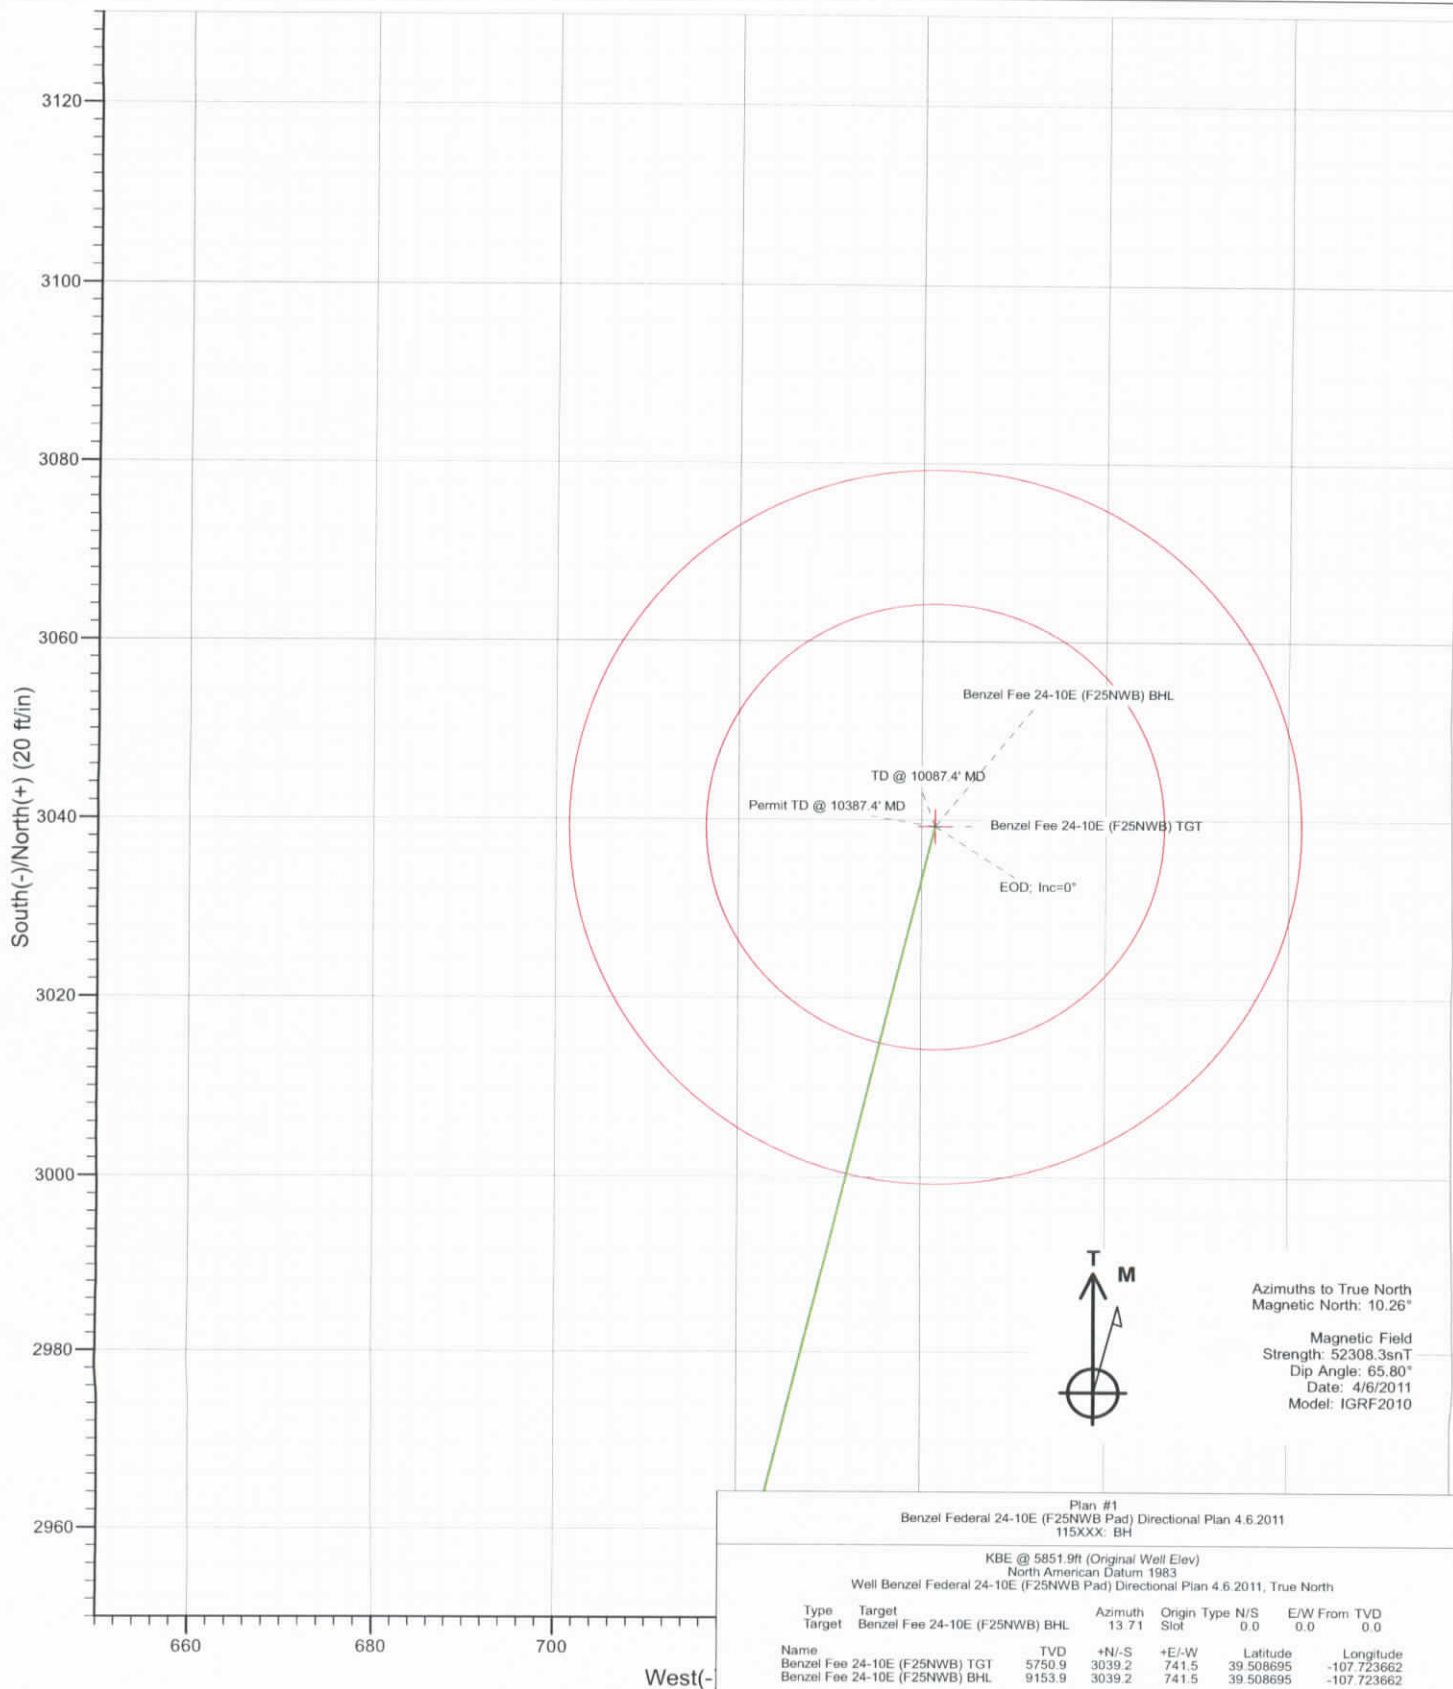 3120
3100
3080
3060
3040
3020
3000
2980
2960
South(-)/North(+) (20 ft/in)
Benzel Fee 24-10E (F25NWB) BHL
TD @ 10087.4' MD
Permit TD @ 10387.4' MD
Benzel Fee 24-10E (F25NWB) TGT
EOD; Inc=0°
T
M
Azimuths to True North
Magnetic North: 10.26°
Magnetic Field
Strength: 52308.3snT
Dip Angle: 65.80°
Date: 4/6/2011
Model: IGRF2010
660
680
700
West(-
Plan #1
Benzel Federal 24-10E (F25NWB Pad) Directional Plan 4.6.2011
115XXX: BH
KBE @ 5851.9ft (Original Well Elev)
North American Datum 1983
Well Benzel Federal 24-10E (F25NWB Pad) Directional Plan 4.6.2011, True North
Type Target Azimuth Origin Type N/S E/W From TVD
Target Benzel Fee 24-10E (F25NWB) BHL 13.71 Slot 0.0 0.0 0.0
Name TVD +N/-S +E/-W Latitude Longitude
Benzel Fee 24-10E (F25NWB) TGT 5750.9 3039.2 741.5 39.508695 -107.723662
Benzel Fee 24-10E (F25NWB) BHL 9153.9 3039.2 741.5 39.508695 -107.723662